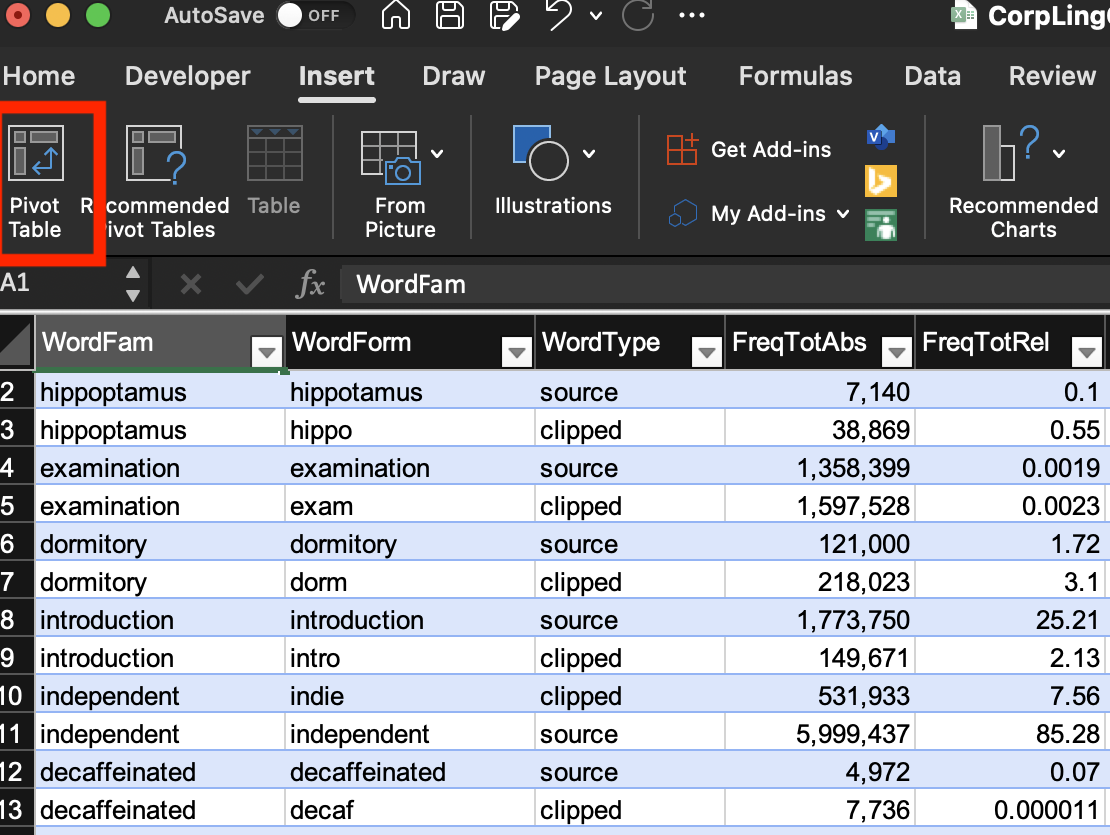 AutoSave OFF CorpLing
Home Developer Insert Draw Page Layout Formulas Data Review
Pivot Table
Recommended Pivot Tables
Table
From Picture
Illustrations
Get Add-ins
My Add-ins
Recommended Charts
A1 fx WordFam
WordFam WordForm WordType FreqTotAbs FreqTotRel
2 hippoptamus hippotamus source 7,140 0.1
3 hippoptamus hippo clipped 38,869 0.55
4 examination examination source 1,358,399 0.0019
5 examination exam clipped 1,597,528 0.0023
6 dormitory dormitory source 121,000 1.72
7 dormitory dorm clipped 218,023 3.1
8 introduction introduction source 1,773,750 25.21
9 introduction intro clipped 149,671 2.13
10 independent indie clipped 531,933 7.56
11 independent independent source 5,999,437 85.28
12 decaffeinated decaffeinated source 4,972 0.07
13 decaffeinated decaf clipped 7,736 0.000011